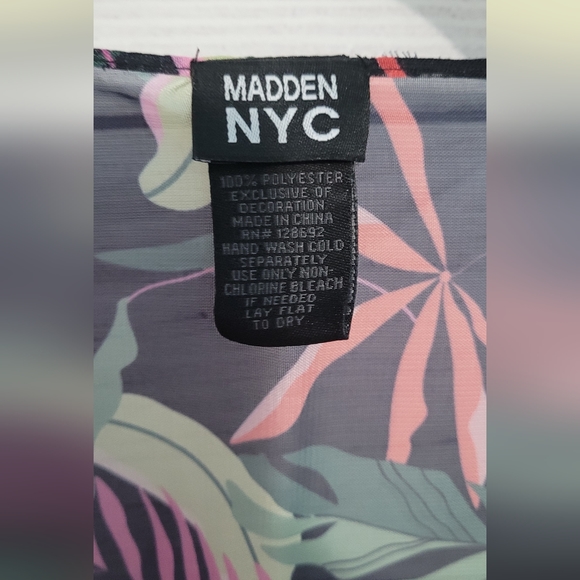 MADDEN
NYC
100% POLYESTER
EXCLUSIVE OF
DECORATION
MADE IN CHINA
RN# 128692
HAND WASH COLD
SEPARATELY
USE ONLY NON-
CHLORINE BLEACH
IF NEEDED
LAY FLAT
TO DRY